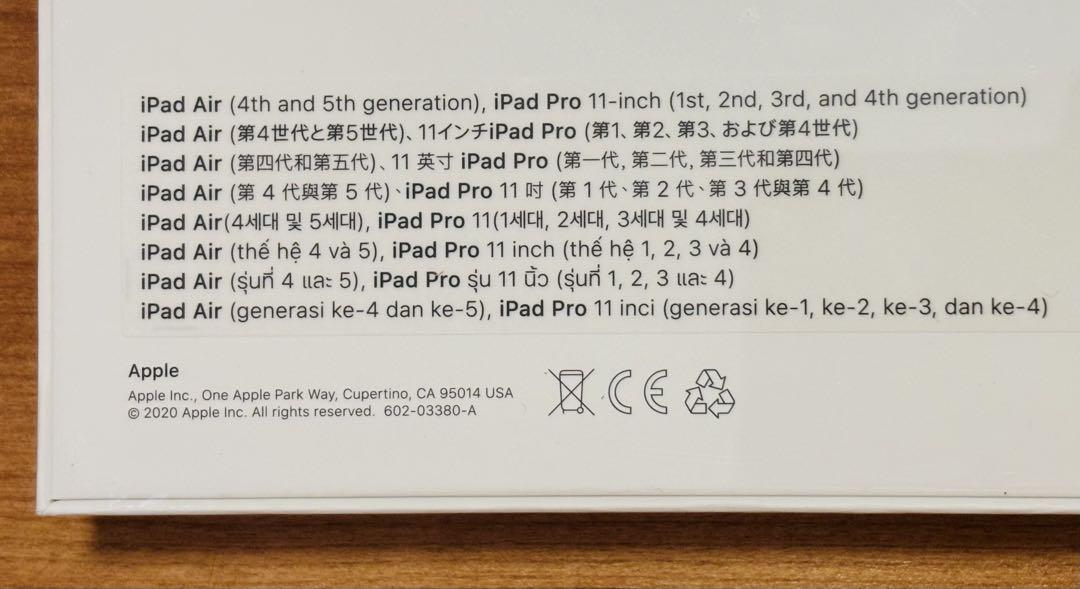 iPad Air (4th and 5th generation), iPad Pro 11-inch (1st, 2nd, 3rd, and 4th generation)
iPad Air (第4世代と第5世代)、11インチiPad Pro (第1、第2、第3、および第4世代)
iPad Air (第四代和第五代)、11 英寸 iPad Pro (第一代, 第二代, 第三代和第四代)
iPad Air (第 4 代與第 5 代)、iPad Pro 11 吋 (第 1 代、第 2 代、第 3 代與第 4 代)
iPad Air(4세대 및 5세대), iPad Pro 11(1세대, 2세대, 3세대 및 4세대)
iPad Air (thế hệ 4 và 5), iPad Pro 11 inch (thế hệ 1, 2, 3 và 4)
iPad Air (รุ่นที่ 4 และ 5), iPad Pro รุ่น 11 นิ้ว (รุ่นที่ 1, 2, 3 และ 4)
iPad Air (generasi ke-4 dan ke-5), iPad Pro 11 inci (generasi ke-1, ke-2, ke-3, dan ke-4)
Apple
Apple Inc., One Apple Park Way, Cupertino, CA 95014 USA
© 2020 Apple Inc. All rights reserved. 602-03380-A
CE